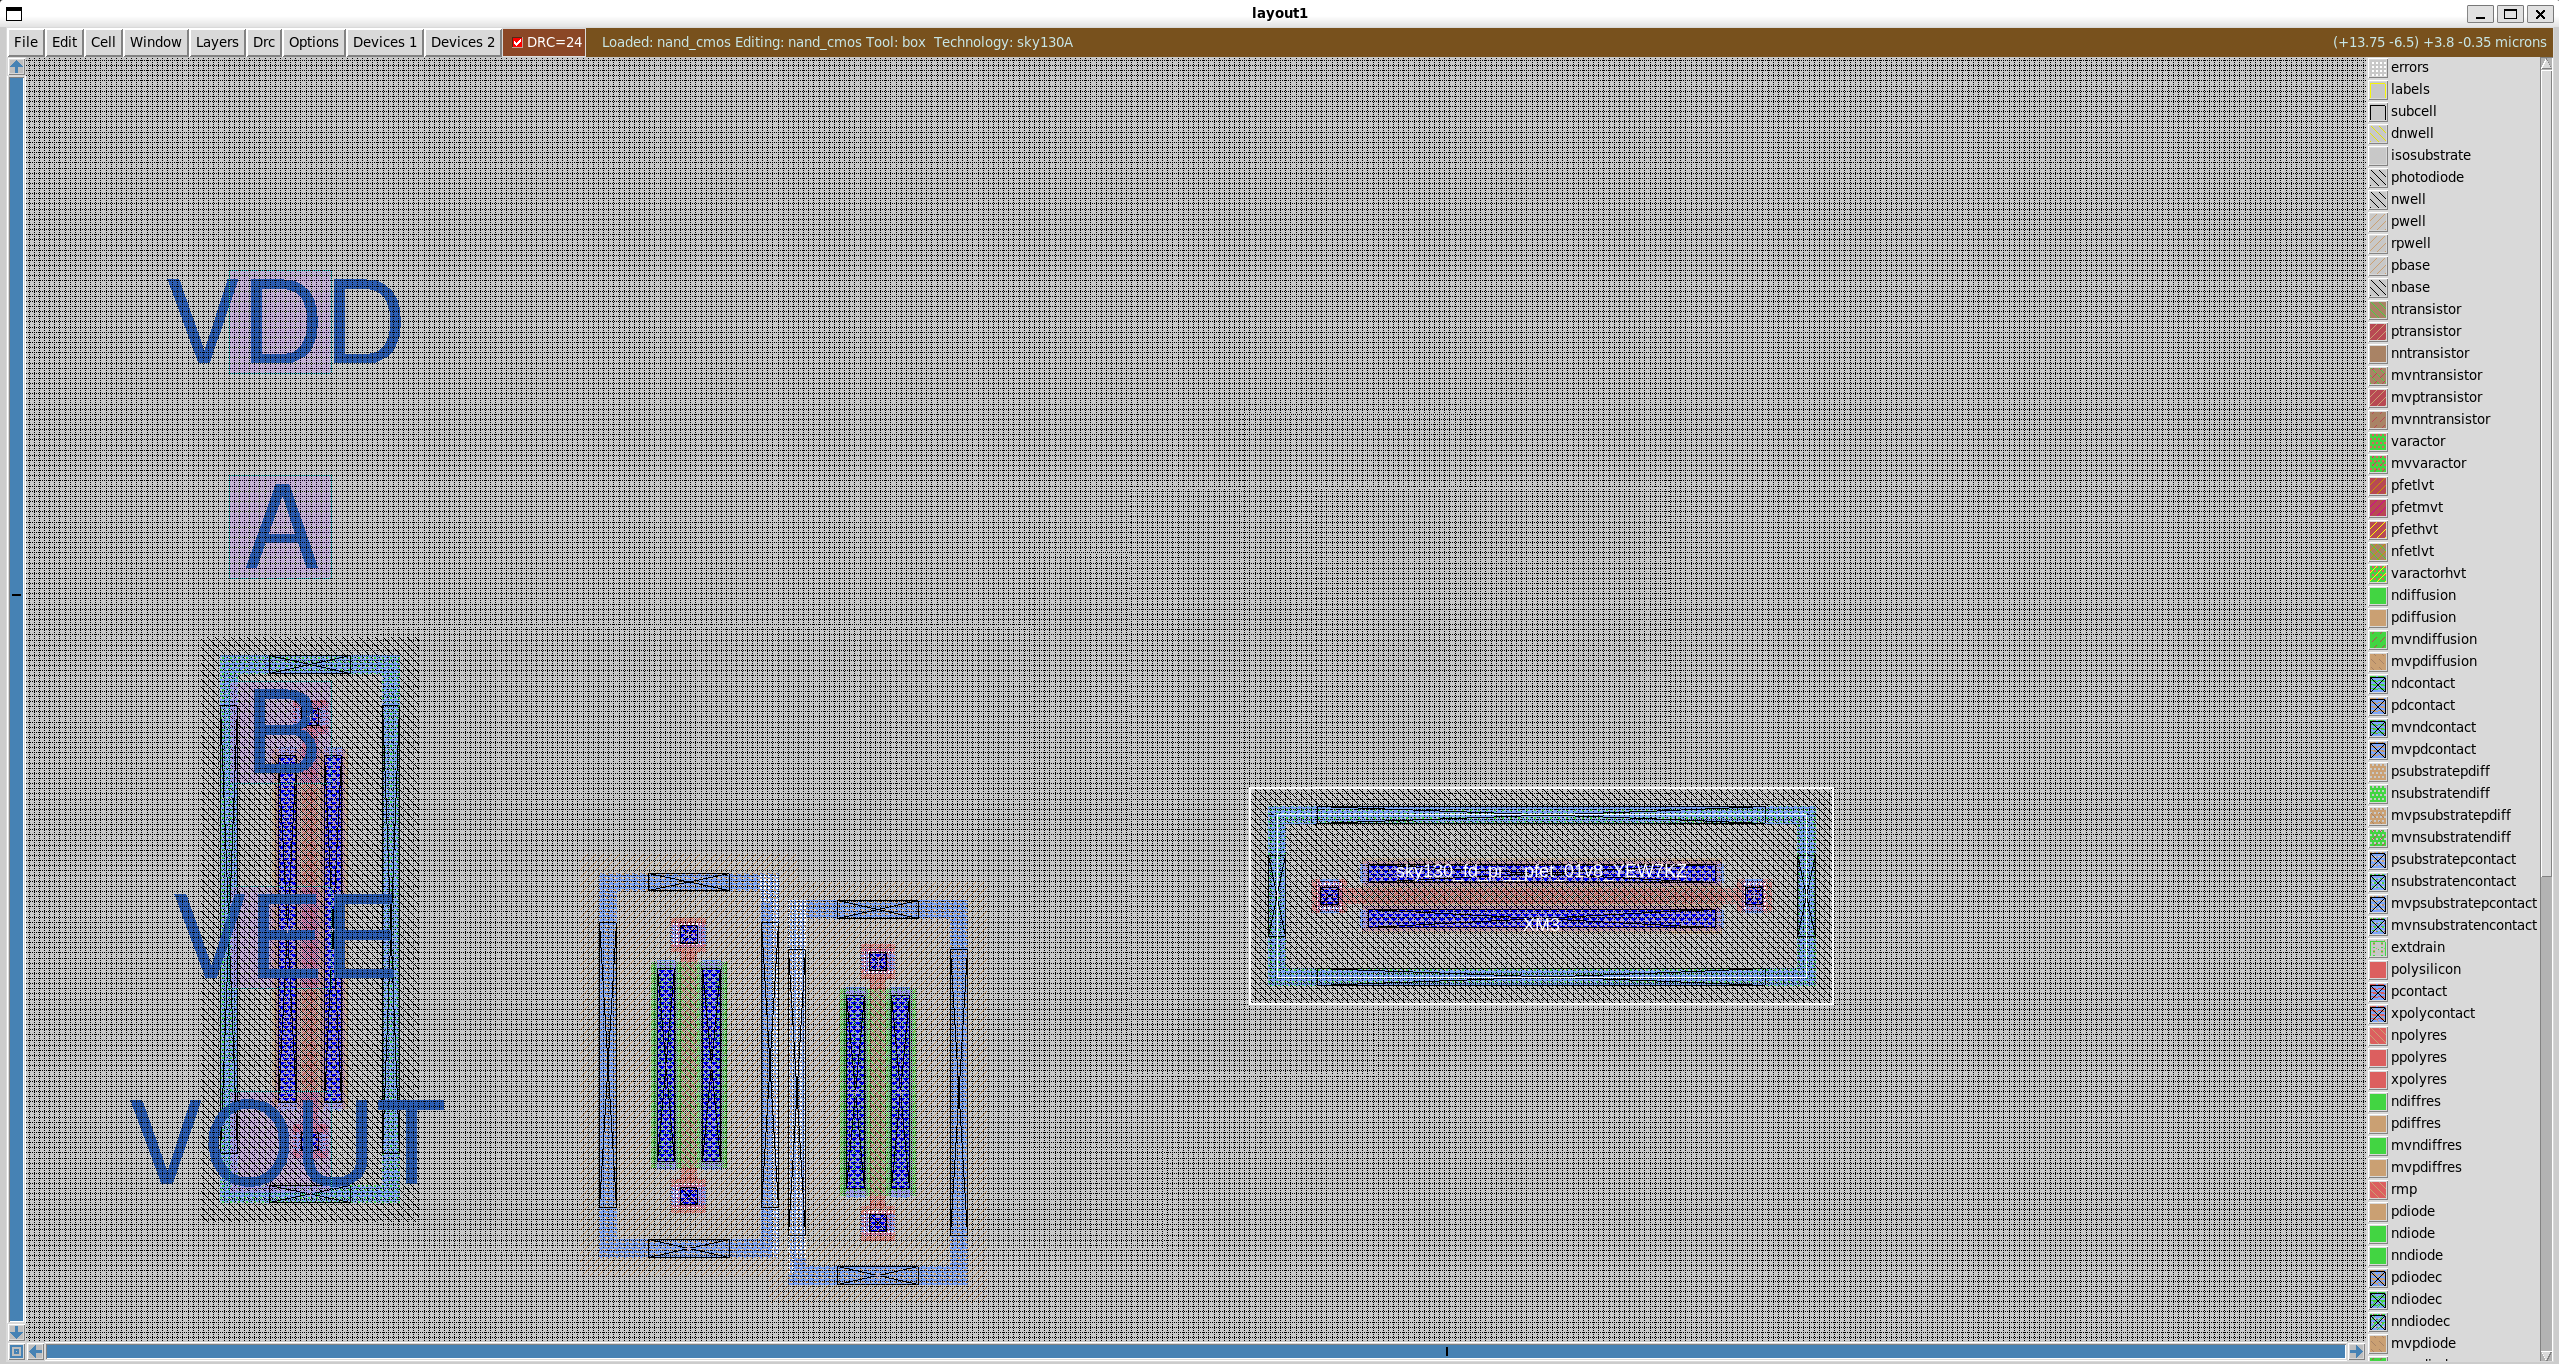 layout1
File Edit Cell Window Layers Drc Options Devices 1 Devices 2 DRC=24 Loaded: nand_cmos Editing: nand_cmos Tool: box Technology: sky130A (+13.75 -6.5) +3.8 -0.35 microns
VDD
A
B
VEE
VOUT
sky130_fd_pr__pfet_01v8_YEW7KZ
XM3
errors
labels
subcell
dnwell
isosubstrate
photodiode
nwell
pwell
rpwell
pbase
nbase
ntransistor
ptransistor
nntransistor
mvntransistor
mvptransistor
mvnntransistor
varactor
mvvaractor
pfetlvt
pfetmvt
pfethvt
nfetlvt
varactorhvt
ndiffusion
pdiffusion
mvndiffusion
mvpdiffusion
ndcontact
pdcontact
mvndcontact
mvpdcontact
psubstratepdiff
nsubstratendiff
mvpsubstratepdiff
mvnsubstratendiff
psubstratepcontact
nsubstratencontact
mvpsubstratepcontact
mvnsubstratencontact
extdrain
polysilicon
pcontact
xpolycontact
npolyres
ppolyres
xpolyres
ndiffres
pdiffres
mvndiffres
mvpdiffres
rmp
pdiode
ndiode
nndiode
pdiodec
ndiodec
nndiodec
mvpdiode